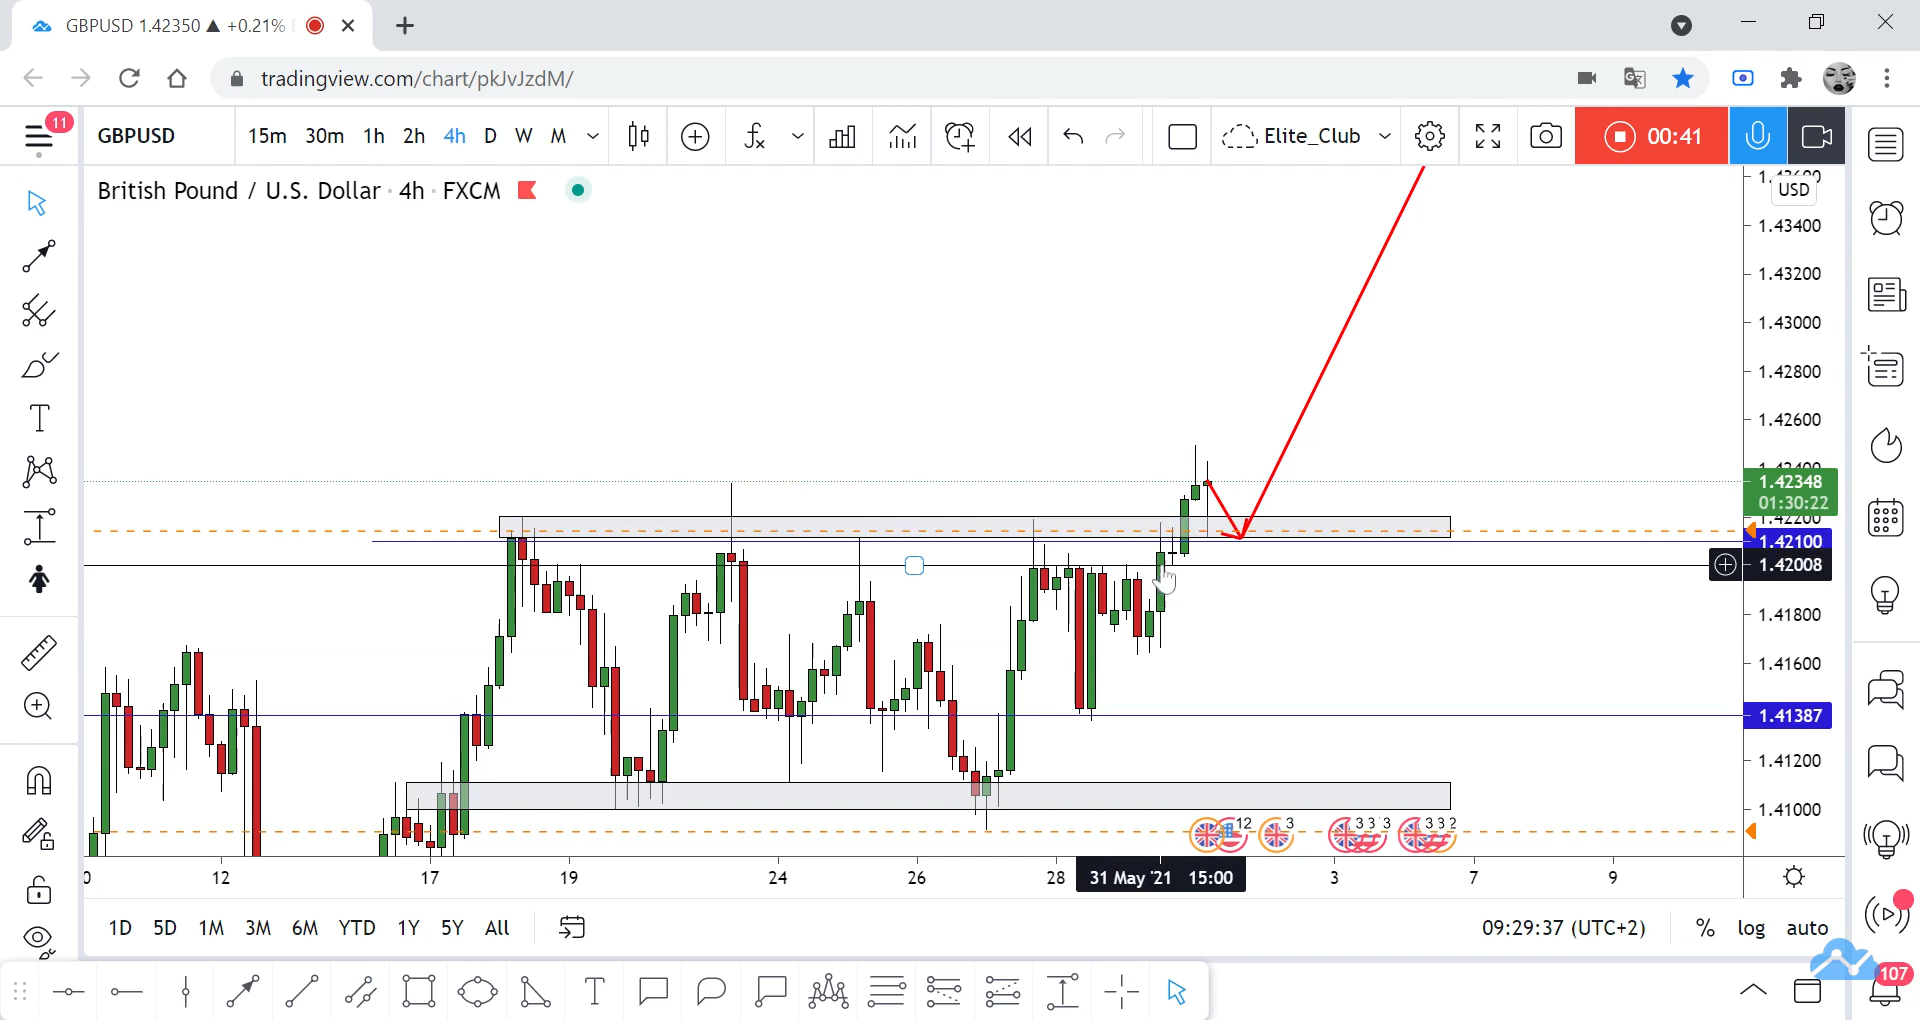 GBPUSD 1.42350 ▲ +0.21%
tradingview.com/chart/pkJvJzdM/
11
GBPUSD 15m 30m 1h 2h 4h D W M Elite_Club 00:41
British Pound / U.S. Dollar · 4h · FXCM
USD
1.43400
1.43200
1.43000
1.42800
1.42600
1.42400
1.42348
01:30:22
1.42200
1.42100
1.42008
1.41800
1.41600
1.41387
1.41200
1.41000
12 3 3 3 3 3 3 2
12 17 19 24 26 28 31 May '21 15:00 3 7 9
1D 5D 1M 3M 6M YTD 1Y 5Y All 09:29:37 (UTC+2) % log auto
T
107